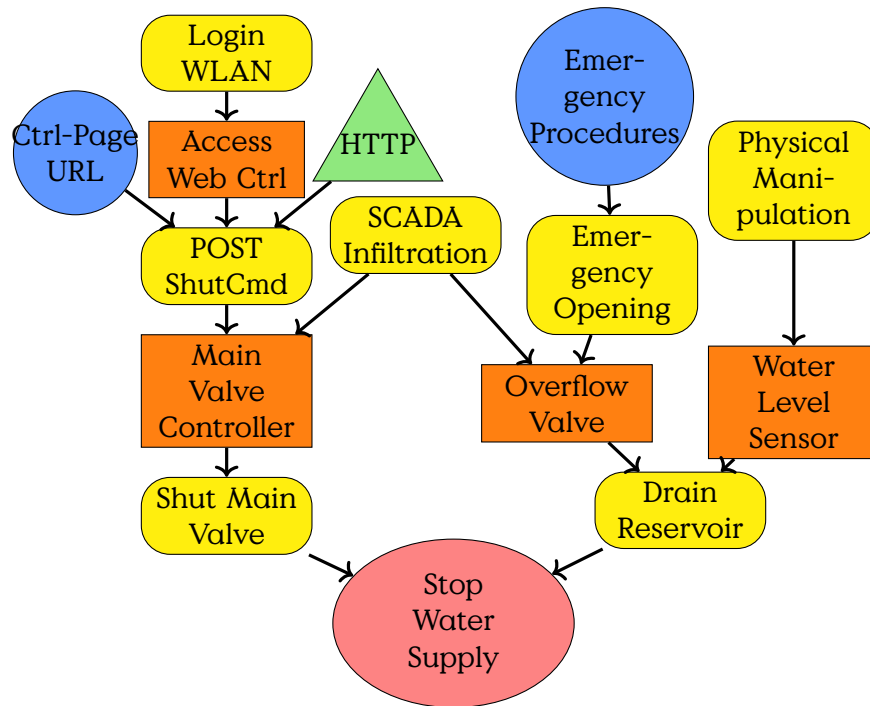 Login
WLAN
Ctrl-Page
URL
Access
Web Ctrl
HTTP
Emer-
gency
Procedures
Physical
Mani-
pulation
POST
ShutCmd
SCADA
Infiltration
Emer-
gency
Opening
Main
Valve
Controller
Overflow
Valve
Water
Level
Sensor
Shut Main
Valve
Drain
Reservoir
Stop
Water
Supply